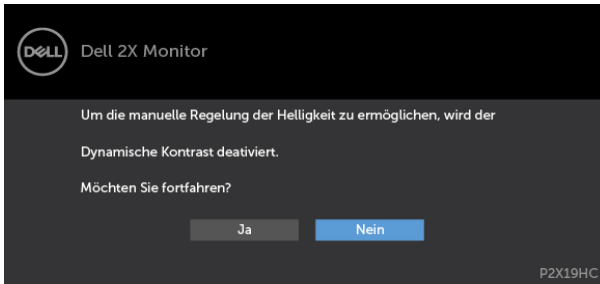 DELL
Dell 2X Monitor
Um die manuelle Regelung der Helligkeit zu ermöglichen, wird der
Dynamische Kontrast deativiert.
Möchten Sie fortfahren?
Ja
Nein
P2X19HC